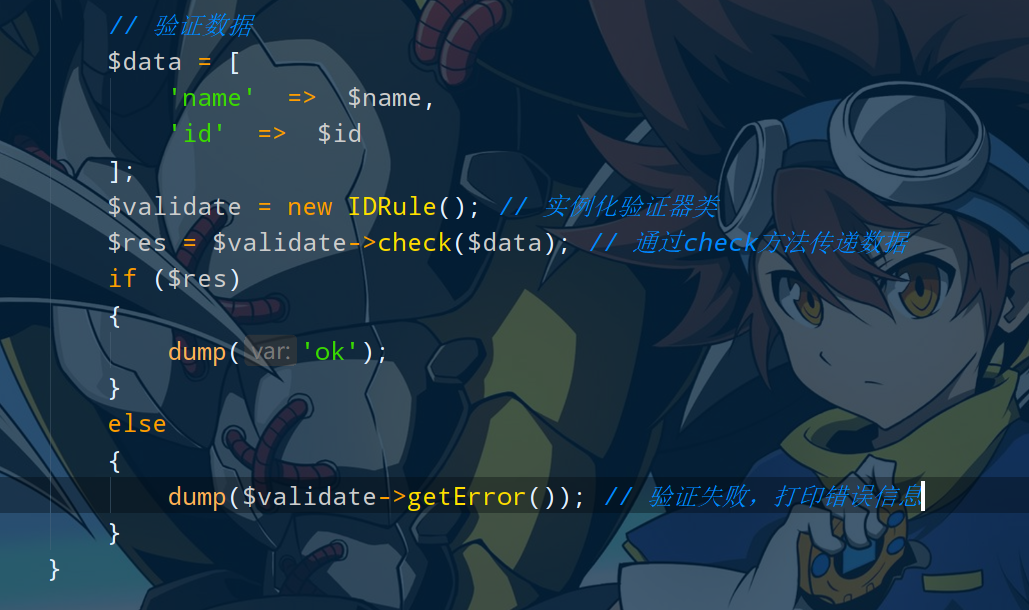 // 验证数据
$data = [
'name' => $name,
'id' => $id
];
$validate = new IDRule(); // 实例化验证器类
$res = $validate->check($data); // 通过check方法传递数据
if ($res)
{
dump( var: 'ok');
}
else
{
dump($validate->getError()); // 验证失败，打印错误信息
}
}